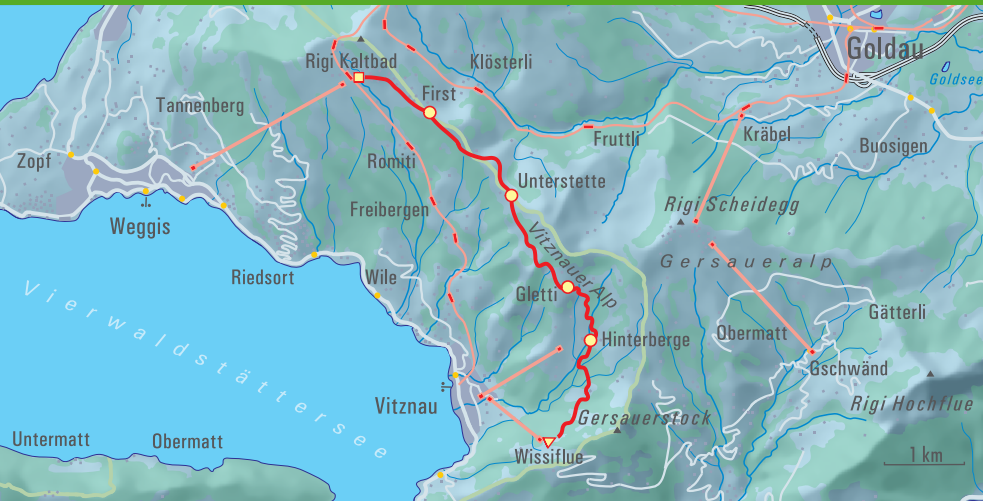 Goldau
Rigi Kaltbad
Klösterli
Goldsee
First
Tannenberg
Kräbel
Fruttli
Buosigen
Zopf
Romiti
Unterstette
Rigi Scheidegg
Freibergen
Weggis
Vitznauer Alp
Gersaueralp
Riedsort
Wile
Gletti
Gätterli
Obermatt
Hinterberge
Vierwaldstättersee
Gschwänd
Vitznau
Rigi Hochflue
Gersauerstock
Untermatt
Obermatt
Wissiflue
1 km